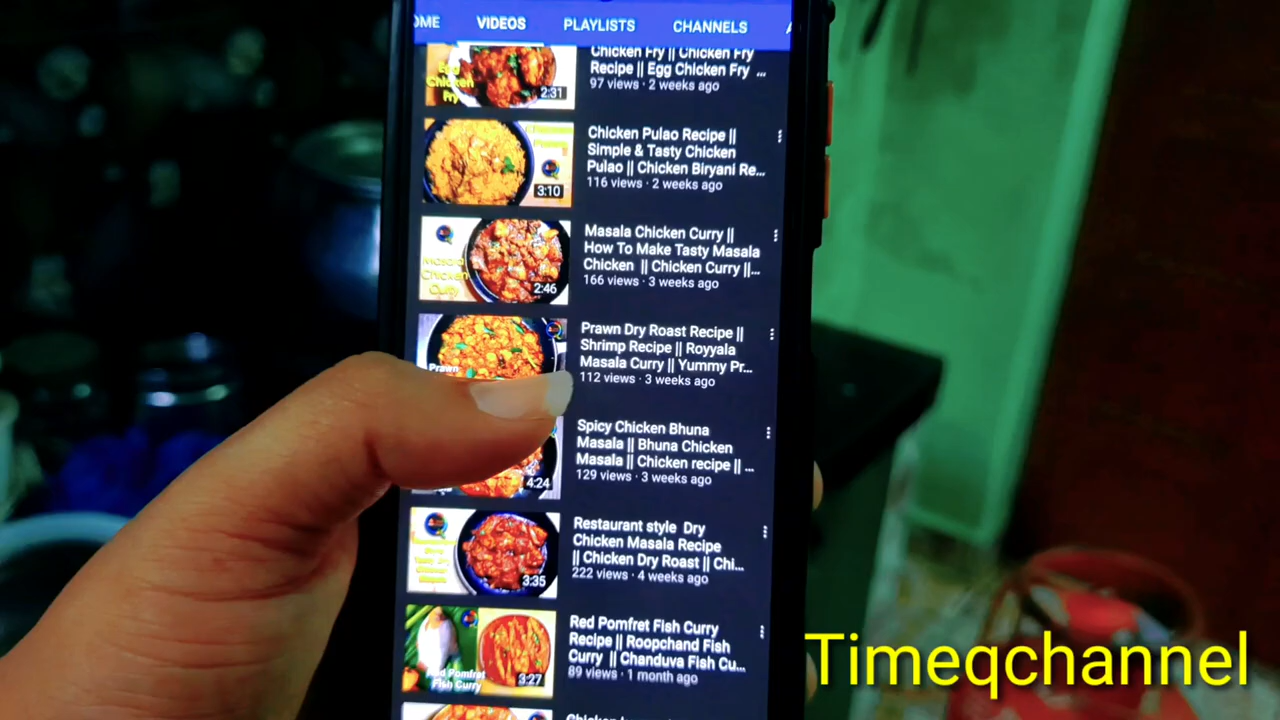 OME VIDEOS PLAYLISTS CHANNELS
Chicken Fry || Chicken Fry
Recipe || Egg Chicken Fry ...
97 views · 2 weeks ago
Egg
Chicken
Fry
2:31
Chicken Pulao Recipe ||
Simple & Tasty Chicken
Pulao || Chicken Biryani Re...
116 views · 2 weeks ago
3:10
Masala Chicken Curry ||
How To Make Tasty Masala
Chicken || Chicken Curry ||...
166 views · 3 weeks ago
Masala
Chicken
Curry
2:46
Prawn Dry Roast Recipe ||
Shrimp Recipe || Royyala
Masala Curry || Yummy Pr...
112 views · 3 weeks ago
Prawn
Spicy Chicken Bhuna
Masala || Bhuna Chicken
Masala || Chicken recipe || ...
129 views · 3 weeks ago
4:24
Restaurant style Dry
Chicken Masala Recipe
|| Chicken Dry Roast || Chi...
222 views · 4 weeks ago
3:35
Red Pomfret Fish Curry
Recipe || Roopchand Fish
Curry || Chanduva Fish Cu...
89 views · 1 month ago
Red Pomfret
Fish Curry
3:27
Timeqchannel